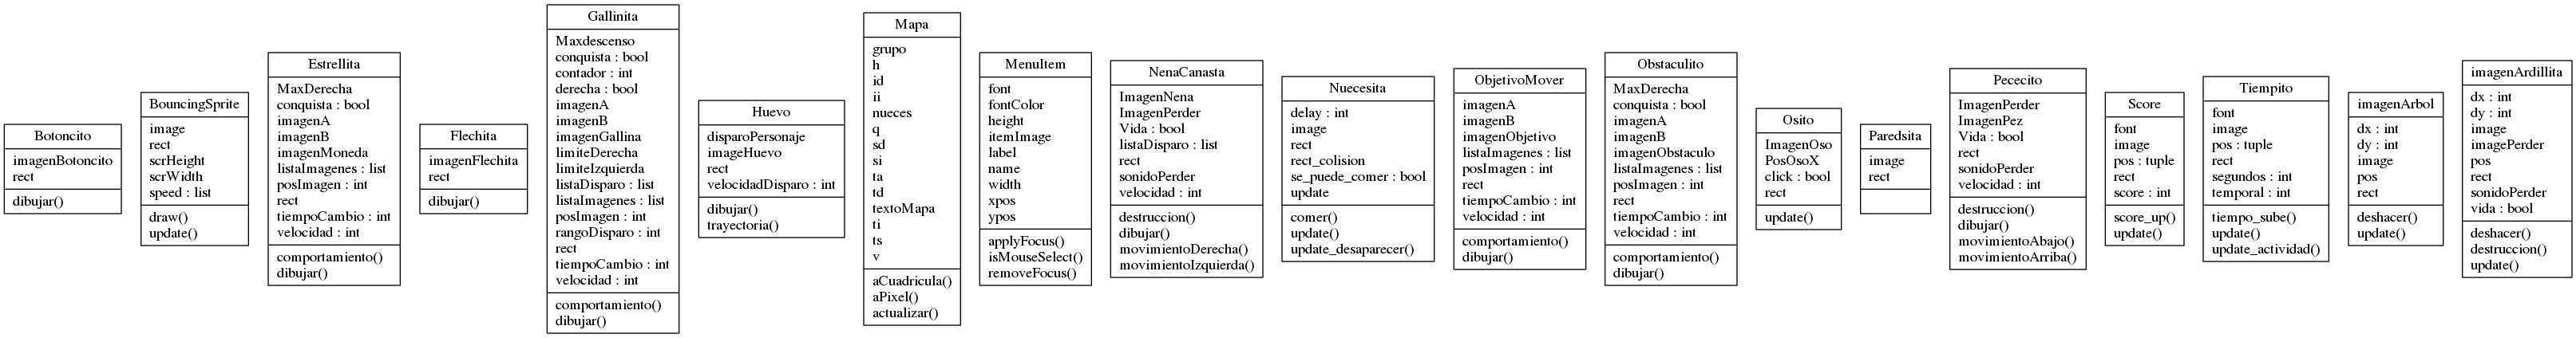 Botoncito
imagenBotoncito
rect
dibujar()
BouncingSprite
image
rect
scrHeight
scrWidth
speed : list
draw()
update()
Estrellita
MaxDerecha
conquista : bool
imagenA
imagenB
imagenMoneda
listaImagenes : list
posImagen : int
rect
tiempoCambio : int
velocidad : int
comportamiento()
dibujar()
Flechita
imagenFlechita
rect
dibujar()
Gallinita
Maxdescenso
conquista : bool
contador : int
derecha : bool
imagenA
imagenB
imagenGallina
limiteDerecha
limiteIzquierda
listaDisparo : list
listaImagenes : list
posImagen : int
rangoDisparo : int
rect
tiempoCambio : int
velocidad : int
comportamiento()
dibujar()
Huevo
disparoPersonaje
imageHuevo
rect
velocidadDisparo : int
dibujar()
trayectoria()
Mapa
grupo
h
id
ii
nueces
q
sd
si
ta
td
textoMapa
ti
ts
v
aCuadricula()
aPixel()
actualizar()
MenuItem
font
fontColor
height
itemImage
label
name
width
xpos
ypos
applyFocus()
isMouseSelect()
removeFocus()
NenaCanasta
ImagenNena
ImagenPerder
Vida : bool
listaDisparo : list
rect
sonidoPerder
velocidad : int
destruccion()
dibujar()
movimientoDerecha()
movimientoIzquierda()
Nuecesita
delay : int
image
rect
rect_colision
se_puede_comer : bool
update
comer()
update()
update_desaparecer()
ObjetivoMover
imagenA
imagenB
imagenObjetivo
listaImagenes : list
posImagen : int
rect
tiempoCambio : int
velocidad : int
comportamiento()
dibujar()
Obstaculito
MaxDerecha
conquista : bool
imagenA
imagenB
imagenObstaculo
listaImagenes : list
posImagen : int
rect
tiempoCambio : int
velocidad : int
comportamiento()
dibujar()
Osito
ImagenOso
PosOsoX
click : bool
rect
update()
Paredsita
image
rect
Pececito
ImagenPerder
ImagenPez
Vida : bool
rect
sonidoPerder
velocidad : int
destruccion()
dibujar()
movimientoAbajo()
movimientoArriba()
Score
font
image
pos : tuple
rect
score : int
score_up()
update()
Tiempito
font
image
pos : tuple
rect
segundos : int
temporal : int
tiempo_sube()
update()
update_actividad()
imagenArbol
dx : int
dy : int
image
pos
rect
deshacer()
update()
imagenArdillita
dx : int
dy : int
image
imagePerder
pos
rect
sonidoPerder
vida : bool
deshacer()
destruccion()
update()